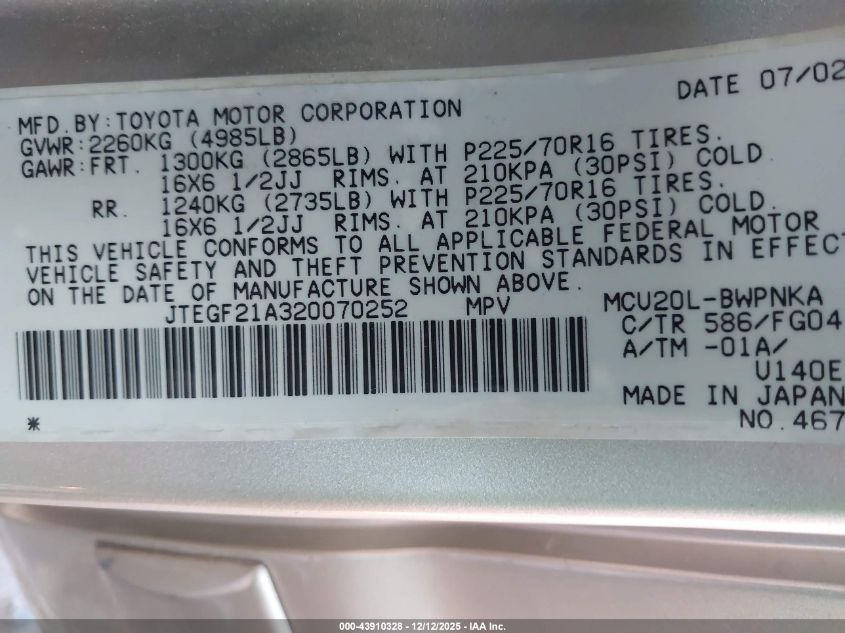 DATE 07/02
MFD.BY:TOYOTA MOTOR CORPORATION
GVWR:2260KG (4985LB)
GAWR:FRT. 1300KG (2865LB) WITH P225/70R16 TIRES.
16X6 1/2JJ RIMS. AT 210KPA (30PSI) COLD.
RR. 1240KG (2735LB) WITH P225/70R16 TIRES.
16X6 1/2JJ RIMS. AT 210KPA (30PSI) COLD.
THIS VEHICLE CONFORMS TO ALL APPLICABLE FEDERAL MOTOR
VEHICLE SAFETY AND THEFT PREVENTION STANDARDS IN EFFECT
ON THE DATE OF MANUFACTURE SHOWN ABOVE.
JTEGF21A320070252 MPV
MCU20L-BWPNKA
C/TR 586/FG04
A/TM -01A/
U140E
MADE IN JAPAN
NO.467
*
000-43910328 - 12/12/2025 - IAA Inc.